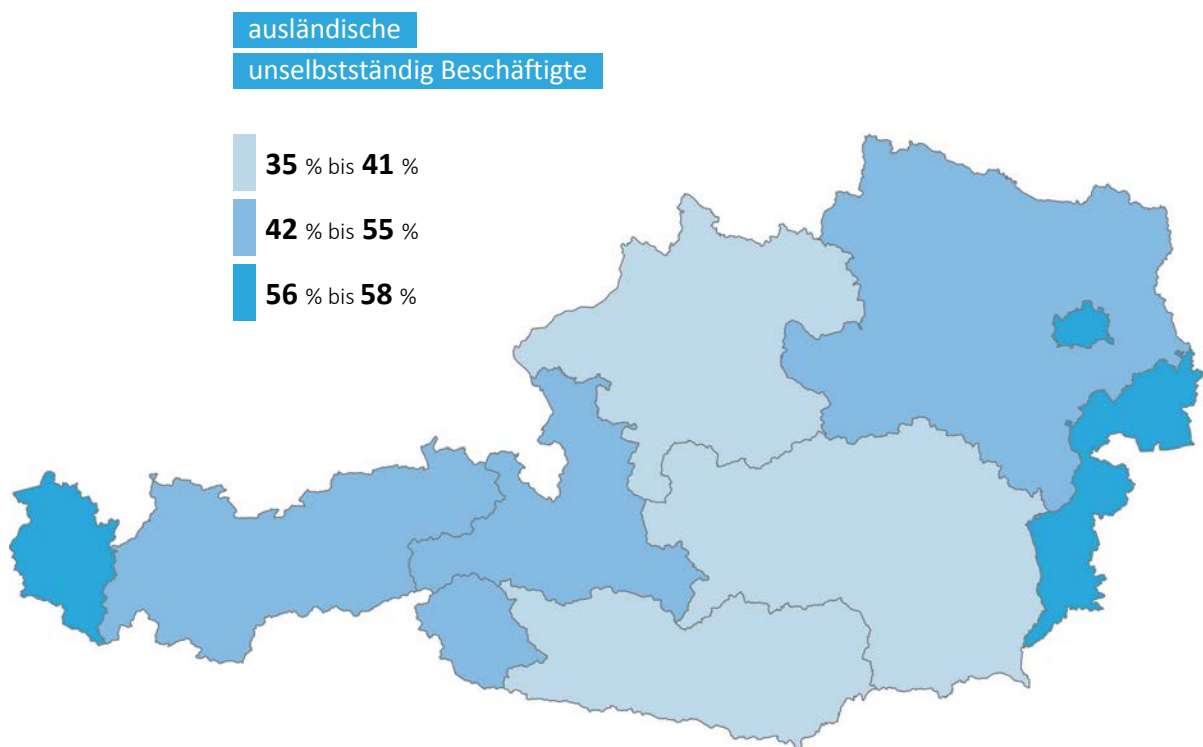 ausländische
unselbstständig Beschäftigte
35 % bis 41 %
42 % bis 55 %
56 % bis 58 %